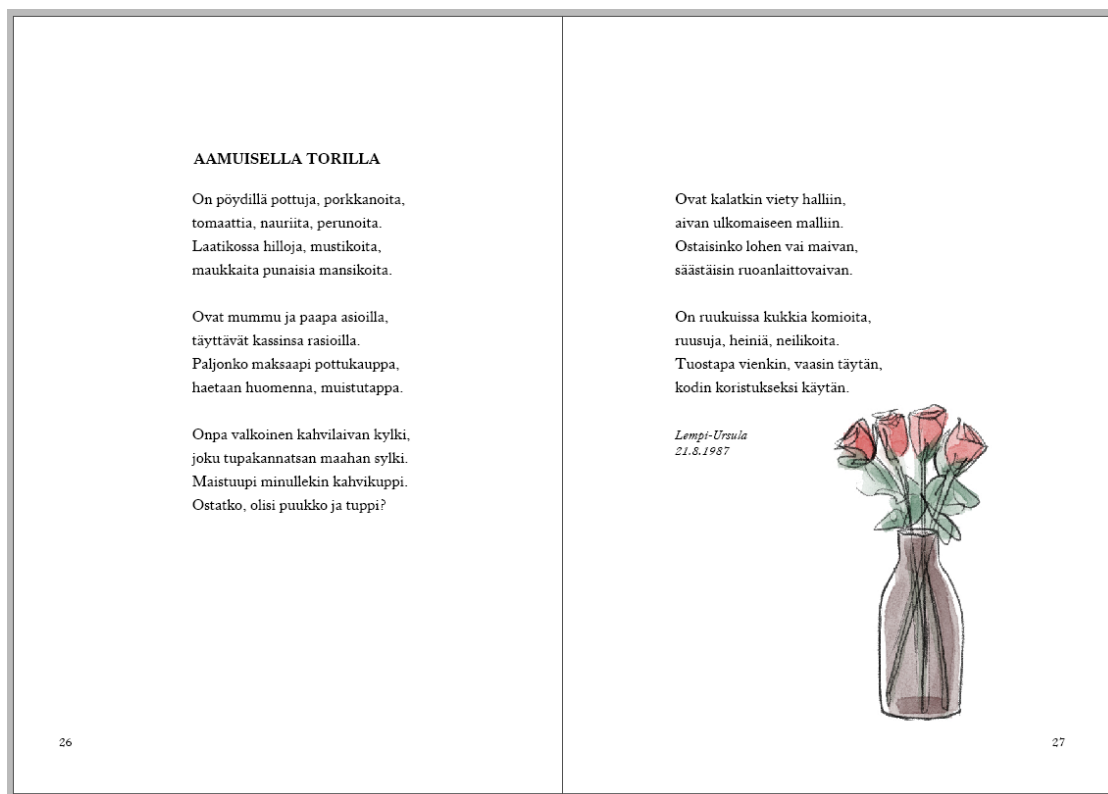 AAMUISELLA TORILLA
On pöydillä pottuja, porkkanoita,
tomaattia, nauriita, perunoita.
Laatikossa hilloja, mustikoita,
maukkaita punaisia mansikoita.
Ovat mummu ja paapa asioilla,
täyttävät kassinsa rasioilla.
Paljonko maksaapi pottukauppa,
haetaan huomenna, muistutappa.
Onpa valkoinen kahvilaivan kylki,
joku tupakannatsan maahan sylki.
Maistuupi minullekin kahvikuppi.
Ostatko, olisi puukko ja tuppi?
26
Ovat kalatkin viety halliin,
aivan ulkomaiseen malliin.
Ostaisinko lohen vai maivan,
säästäisin ruoanlaittovaivan.
On ruukuissa kukkia komioita,
ruusuja, heiniä, neilikoita.
Tuostapa vienkin, vaasin täytän,
kodin koristukseksi käytän.
Lempi-Ursula
21.8.1987
27